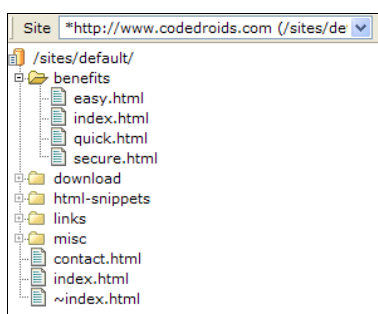 Site *http://www.codedroids.com (/sites/de
/sites/default/
benefits
easy.html
index.html
quick.html
secure.html
download
html-snippets
links
misc
contact.html
index.html
~index.html